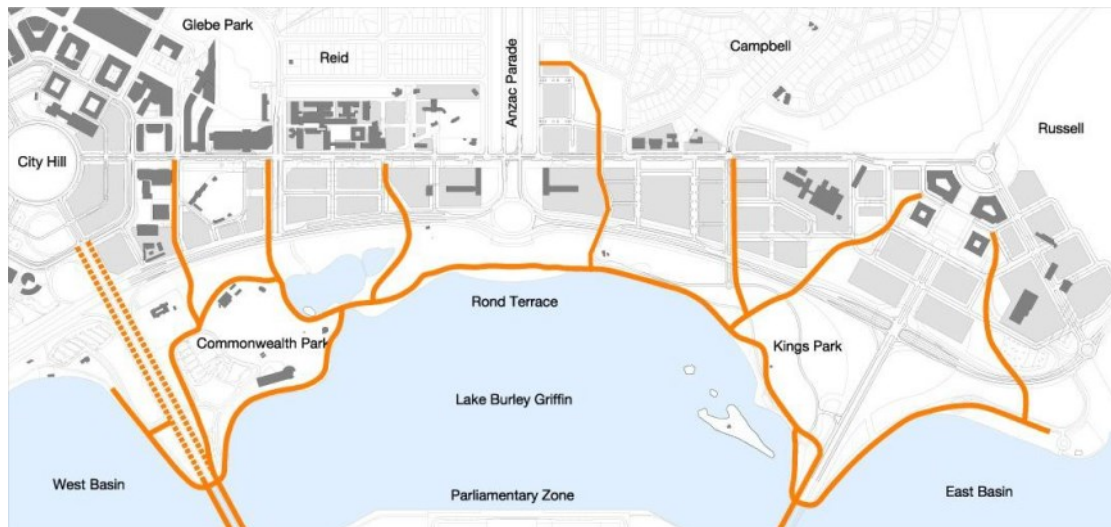 Glebe Park
Reid
Anzac Parade
Campbell
Russell
City Hill
Rond Terrace
Commonwealth Park
Kings Park
Lake Burley Griffin
West Basin
Parliamentary Zone
East Basin